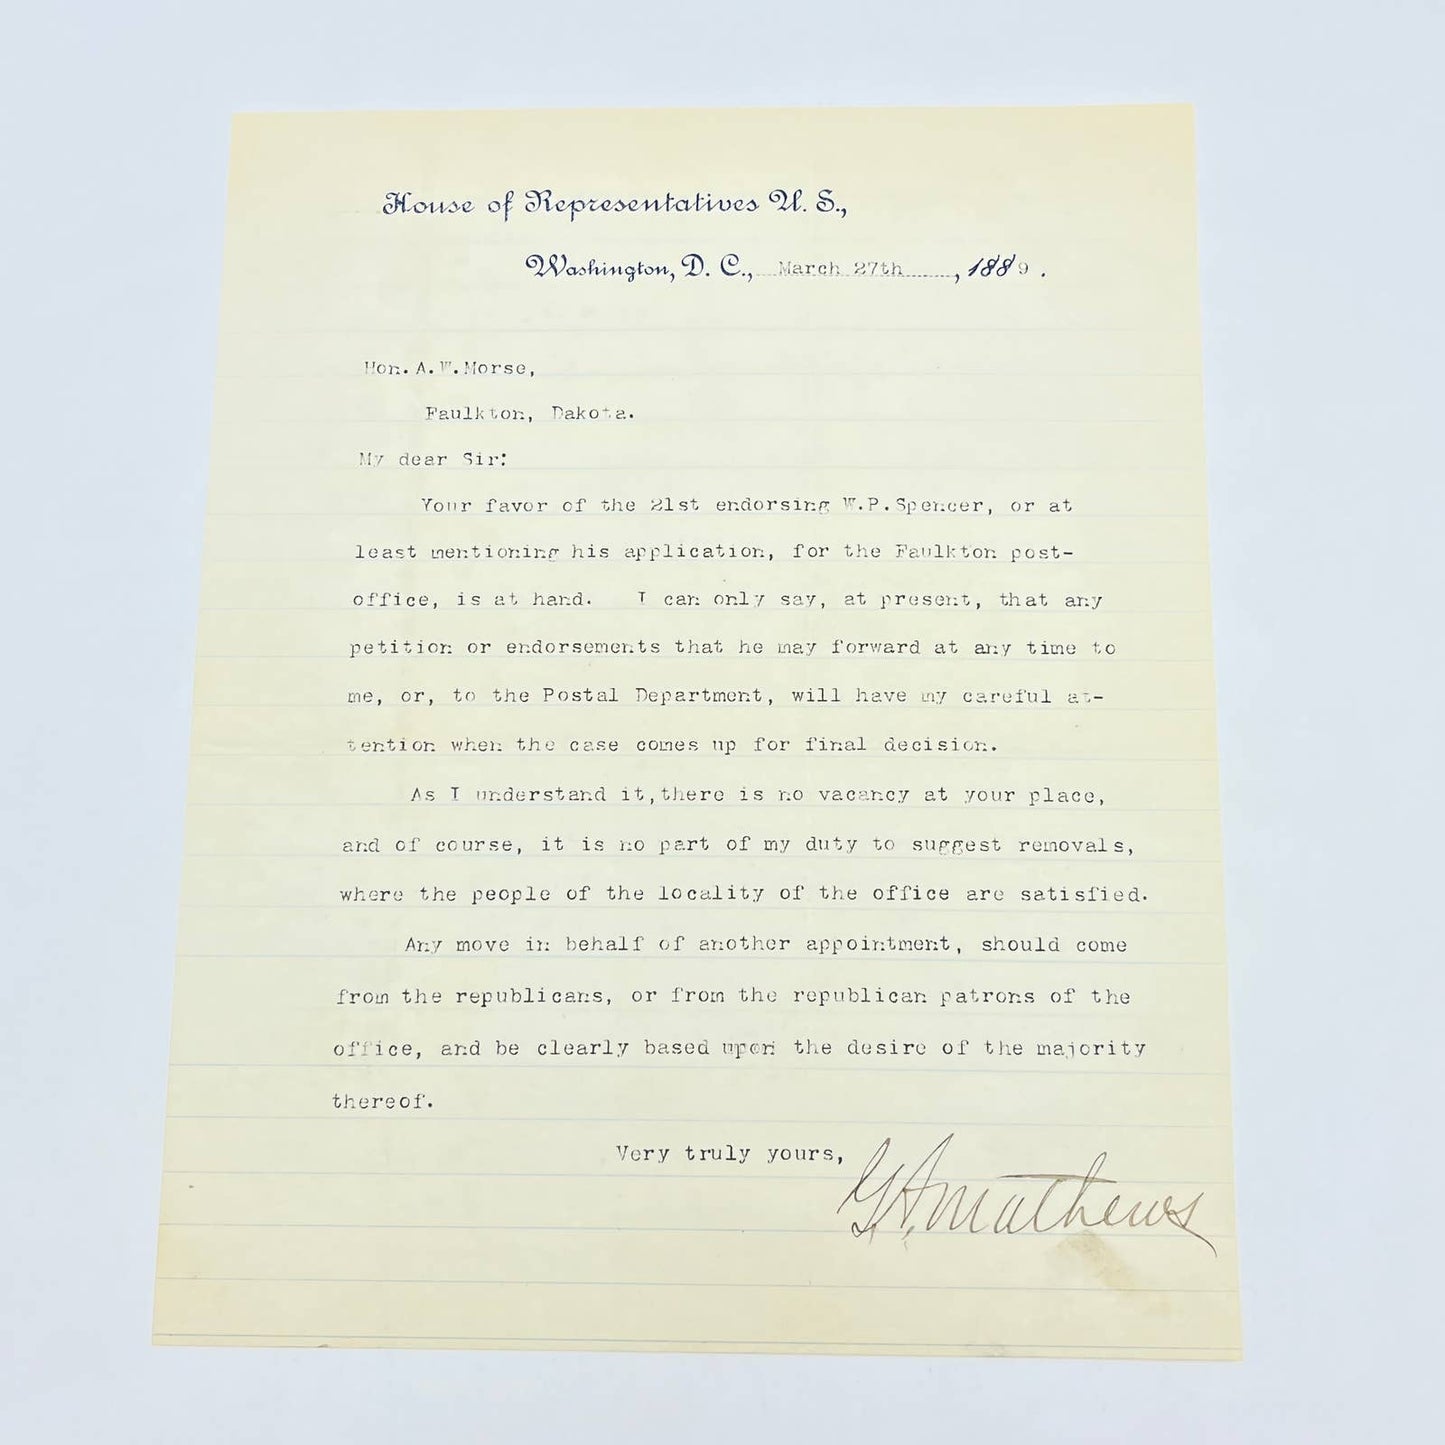 House of Representatives U. S.,
Washington, D. C., March 27th, 1889.
Hon. A.W.Morse,
Faulkton, Dakota.
My dear Sir:
Your favor of the 21st endorsing W.P.Spencer, or at
least mentioning his application, for the Faulkton post-
office, is at hand. I can only say, at present, that any
petition or endorsements that he may forward at any time to
me, or, to the Postal Department, will have my careful at-
tention when the case comes up for final decision.
As I understand it,there is no vacancy at your place,
and of course, it is no part of my duty to suggest removals,
where the people of the locality of the office are satisfied.
Any move in behalf of another appointment, should come
from the republicans, or from the republican patrons of the
office, and be clearly based upon the desire of the majority
thereof.
Very truly yours,
G.A. Mathews